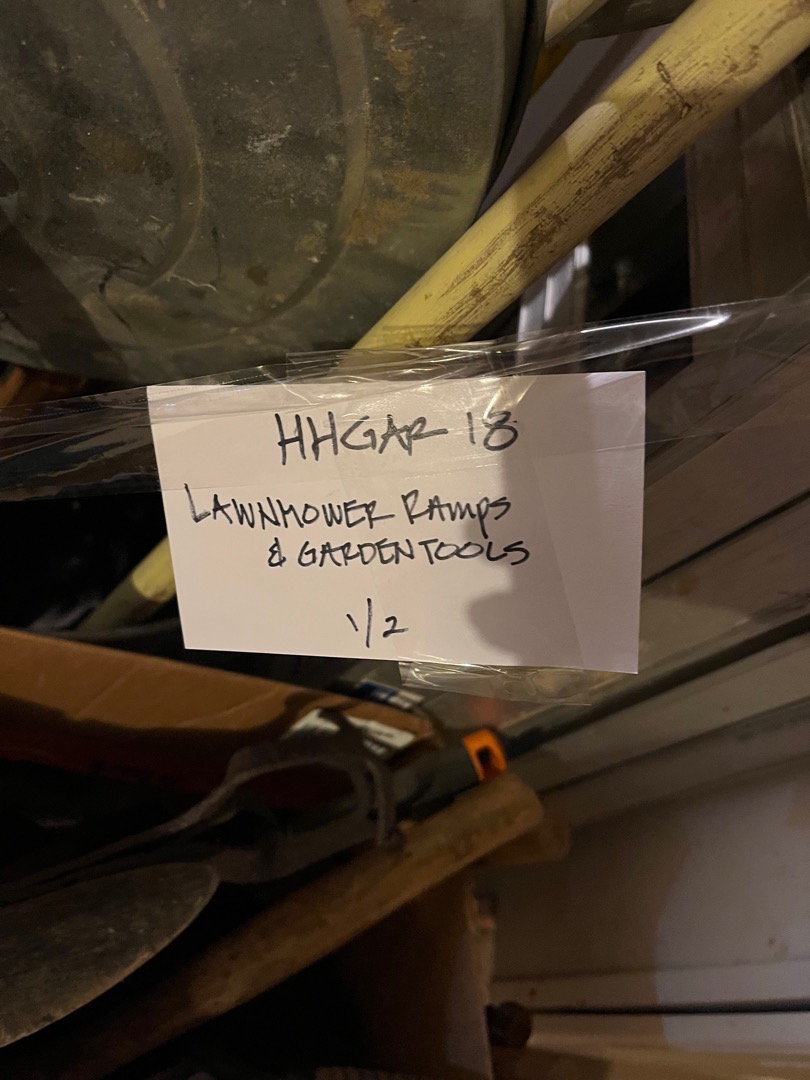 HHGAR 18
LAWNMOWER RAMPS
& GARDEN TOOLS
1/2